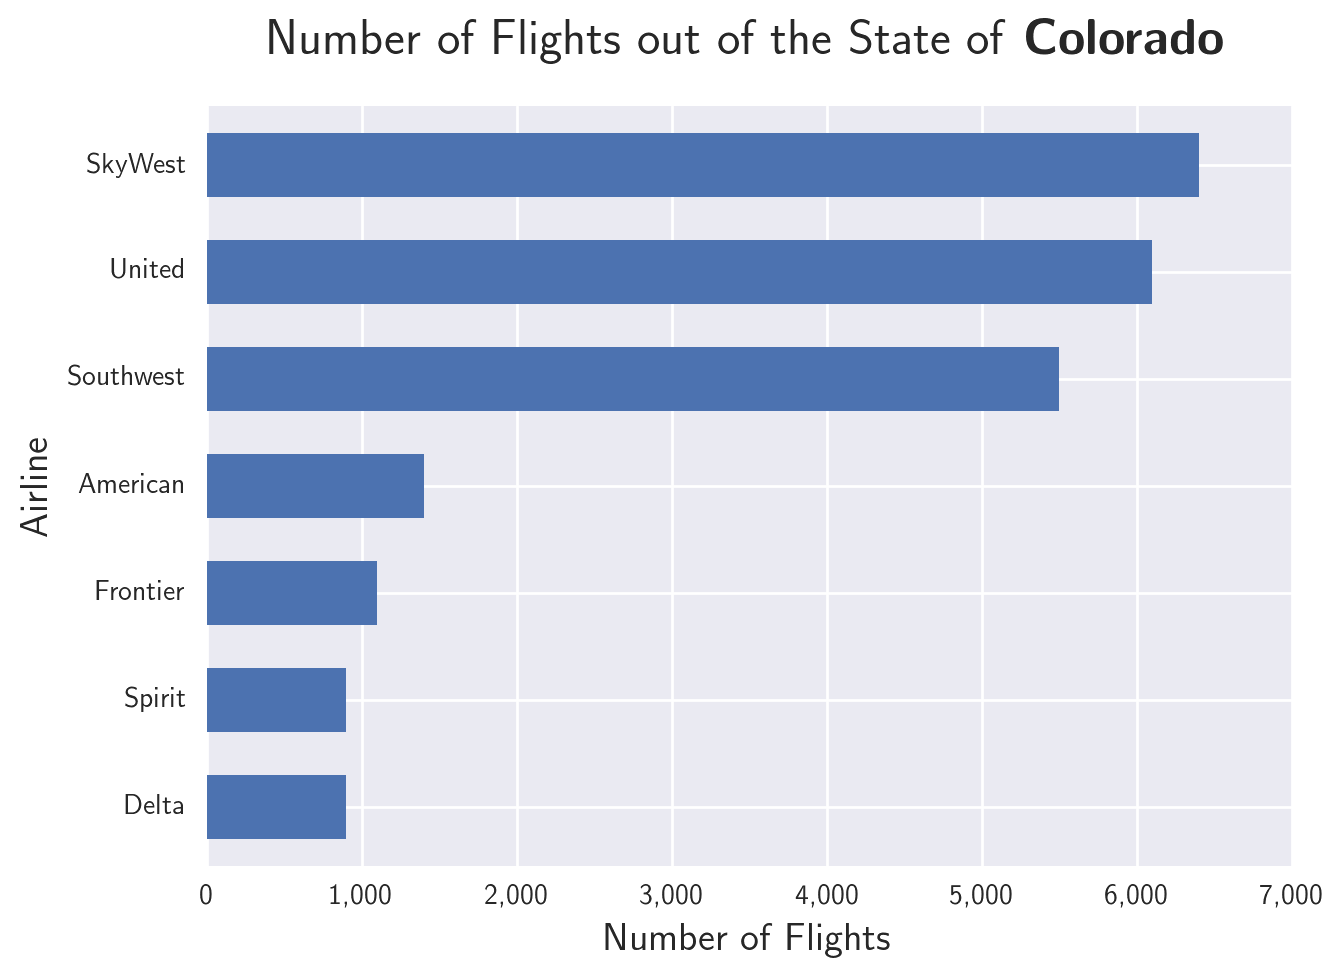 Number of Flights out of the State of Colorado
SkyWest
United
Southwest
American
Frontier
Spirit
Delta
Airline
0 1,000 2,000 3,000 4,000 5,000 6,000 7,000
Number of Flights